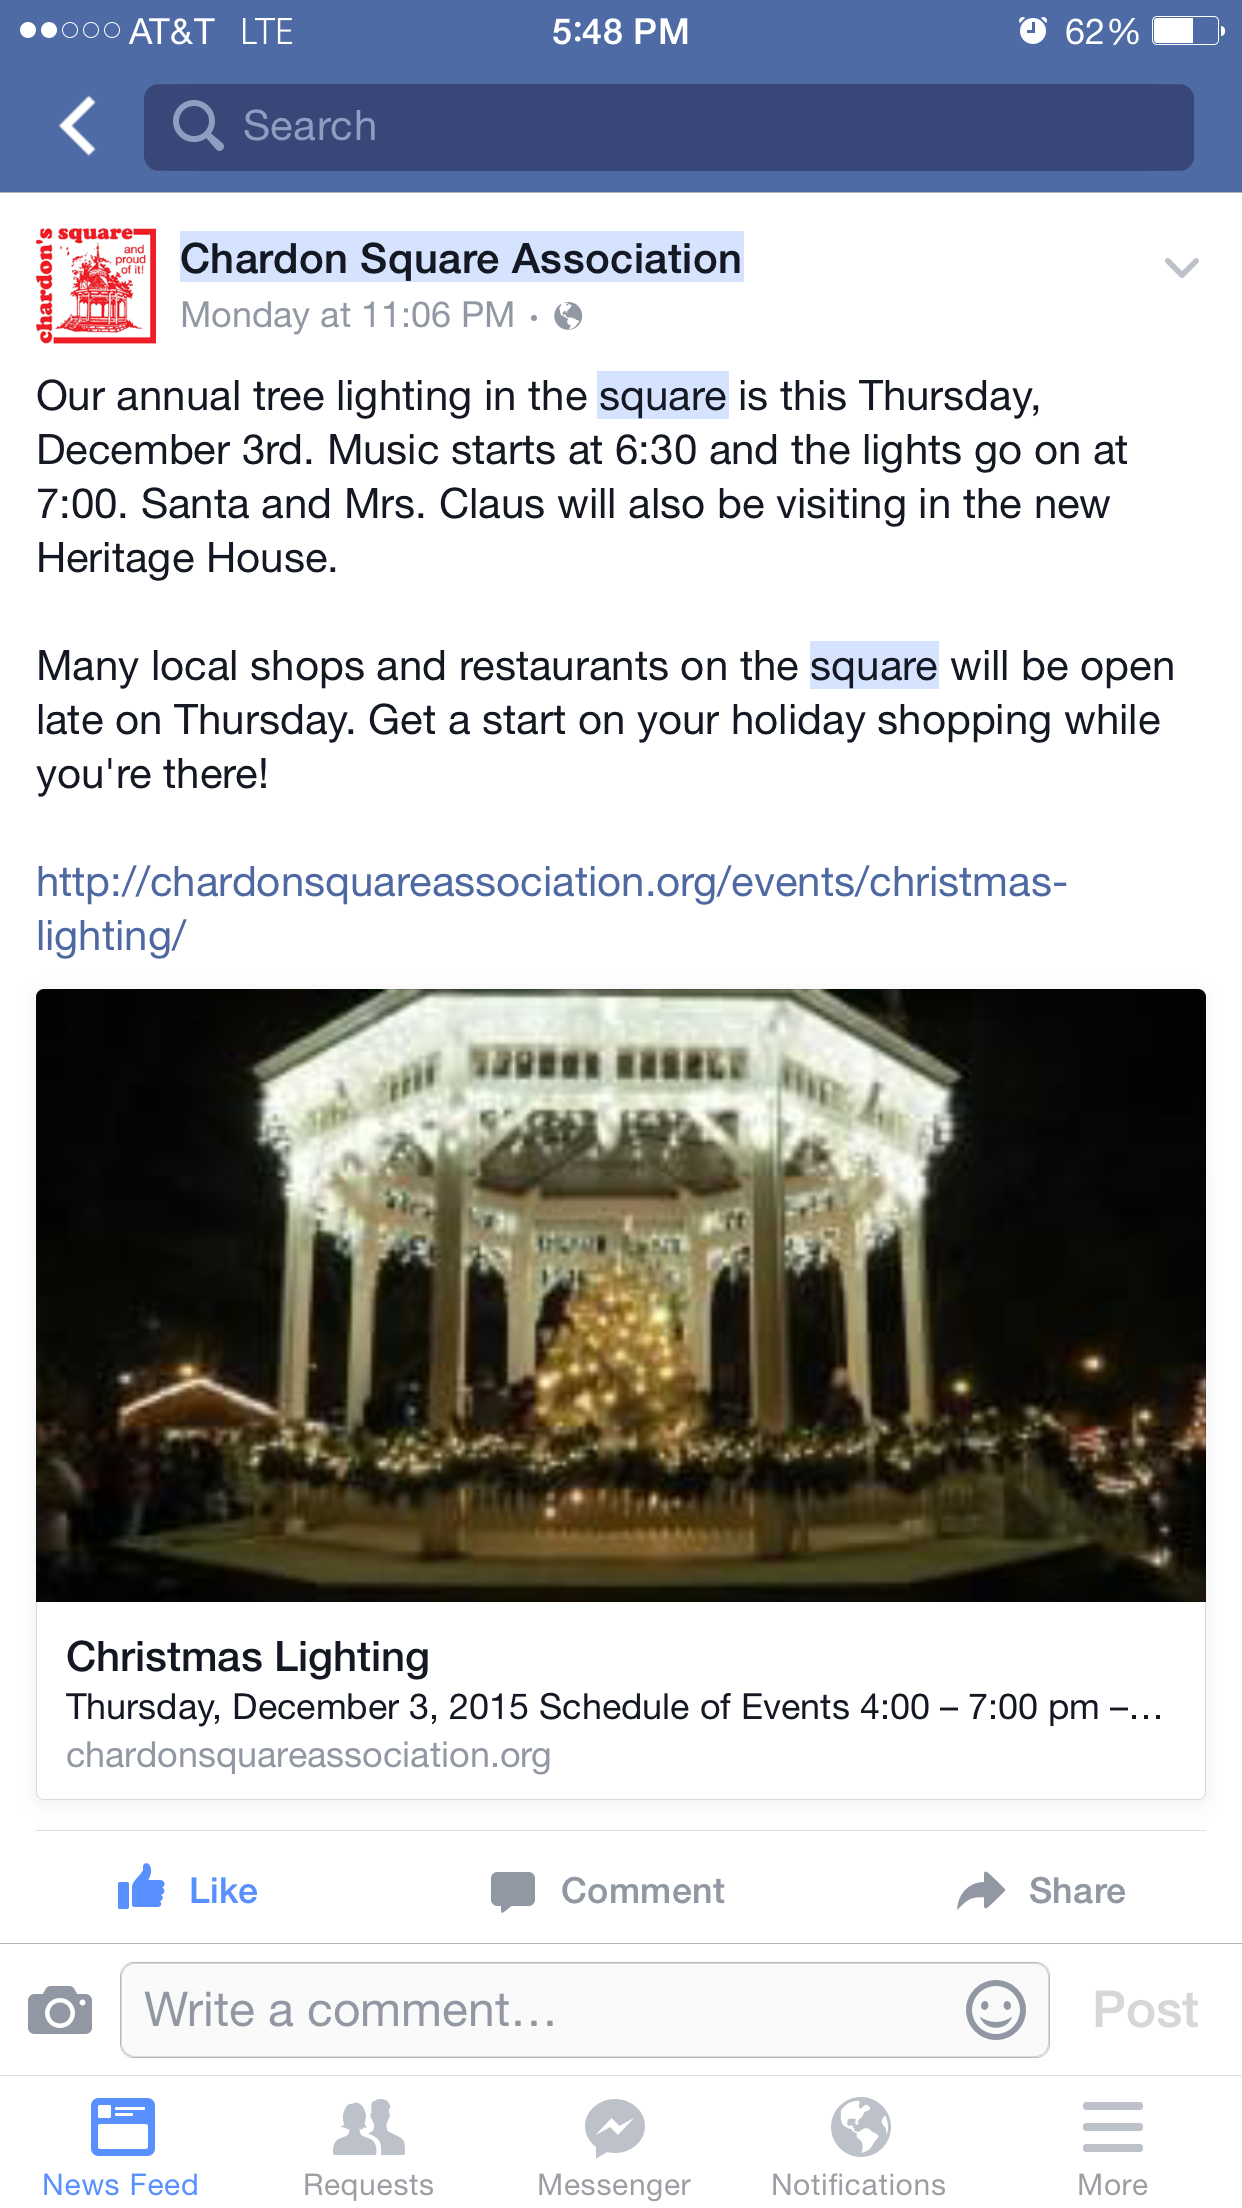 AT&T LTE 5:48 PM 62%
Search
chardon's square
and
proud
of it!
Chardon Square Association
Monday at 11:06 PM ·
Our annual tree lighting in the square is this Thursday,
December 3rd. Music starts at 6:30 and the lights go on at
7:00. Santa and Mrs. Claus will also be visiting in the new
Heritage House.
Many local shops and restaurants on the square will be open
late on Thursday. Get a start on your holiday shopping while
you're there!
http://chardonsquareassociation.org/events/christmas-
lighting/
Christmas Lighting
Thursday, December 3, 2015 Schedule of Events 4:00 – 7:00 pm –...
chardonsquareassociation.org
Like Comment Share
Write a comment... Post
News Feed Requests Messenger Notifications More